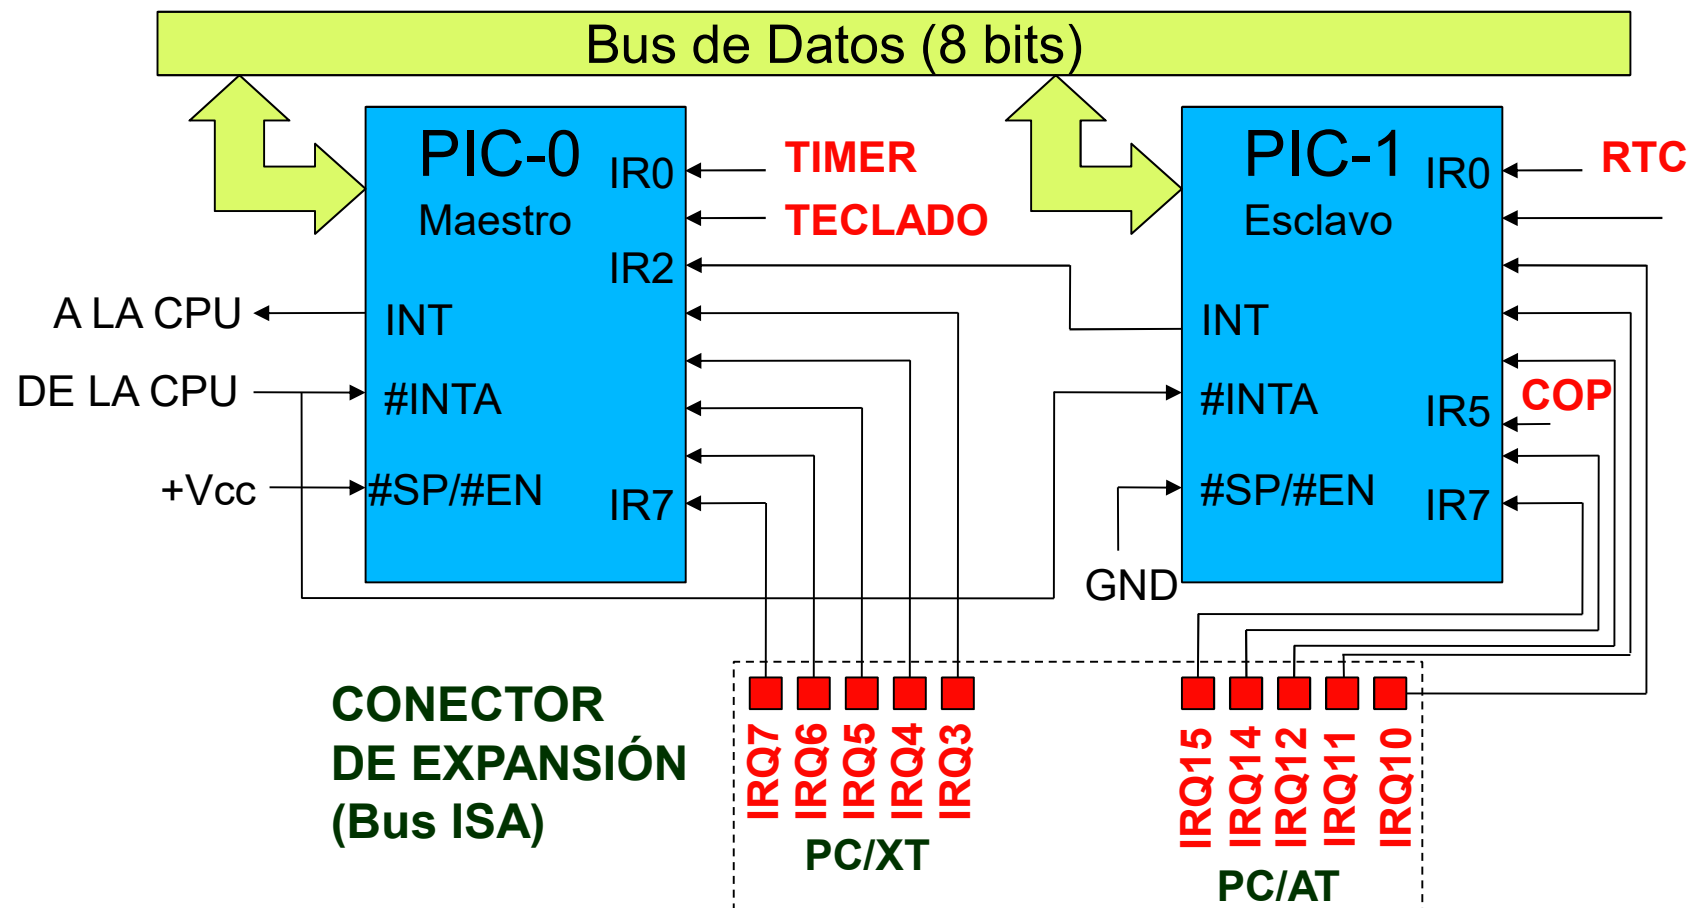 Bus de Datos (8 bits)
PIC-0
Maestro
IR0
IR2
INT
#INTA
#SP/#EN
IR7
TIMER
TECLADO
A LA CPU
DE LA CPU
+Vcc
PIC-1
Esclavo
IR0
INT
#INTA
IR5
#SP/#EN
IR7
RTC
COP
GND
CONECTOR
DE EXPANSIÓN
(Bus ISA)
IRQ7
IRQ6
IRQ5
IRQ4
IRQ3
PC/XT
IRQ15
IRQ14
IRQ12
IRQ11
IRQ10
PC/AT